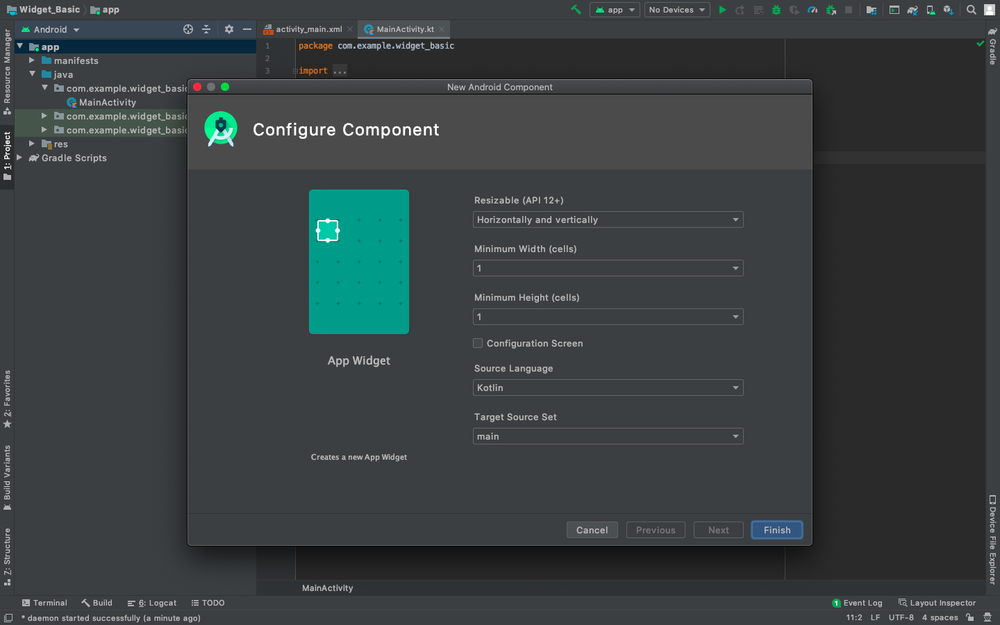 Widget_Basic
app
app
No Devices
Android
activity_main.xml
MainActivity.kt
Resource Manager
1: Project
2: Favorites
Build Variants
7: Structure
app
manifests
java
com.example.widget_basic
MainActivity
com.example.widget_basic
com.example.widget_basic
res
Gradle Scripts
1 package com.example.widget_basic
2
3 import ...
New Android Component
Configure Component
App Widget
Creates a new App Widget
Resizable (API 12+)
Horizontally and vertically
Minimum Width (cells)
1
Minimum Height (cells)
1
Configuration Screen
Source Language
Kotlin
Target Source Set
main
Cancel
Previous
Next
Finish
Gradle
Device File Explorer
MainActivity
Terminal
Build
6: Logcat
TODO
1 Event Log
Layout Inspector
* daemon started successfully (a minute ago)
11:2 LF UTF-8 4 spaces